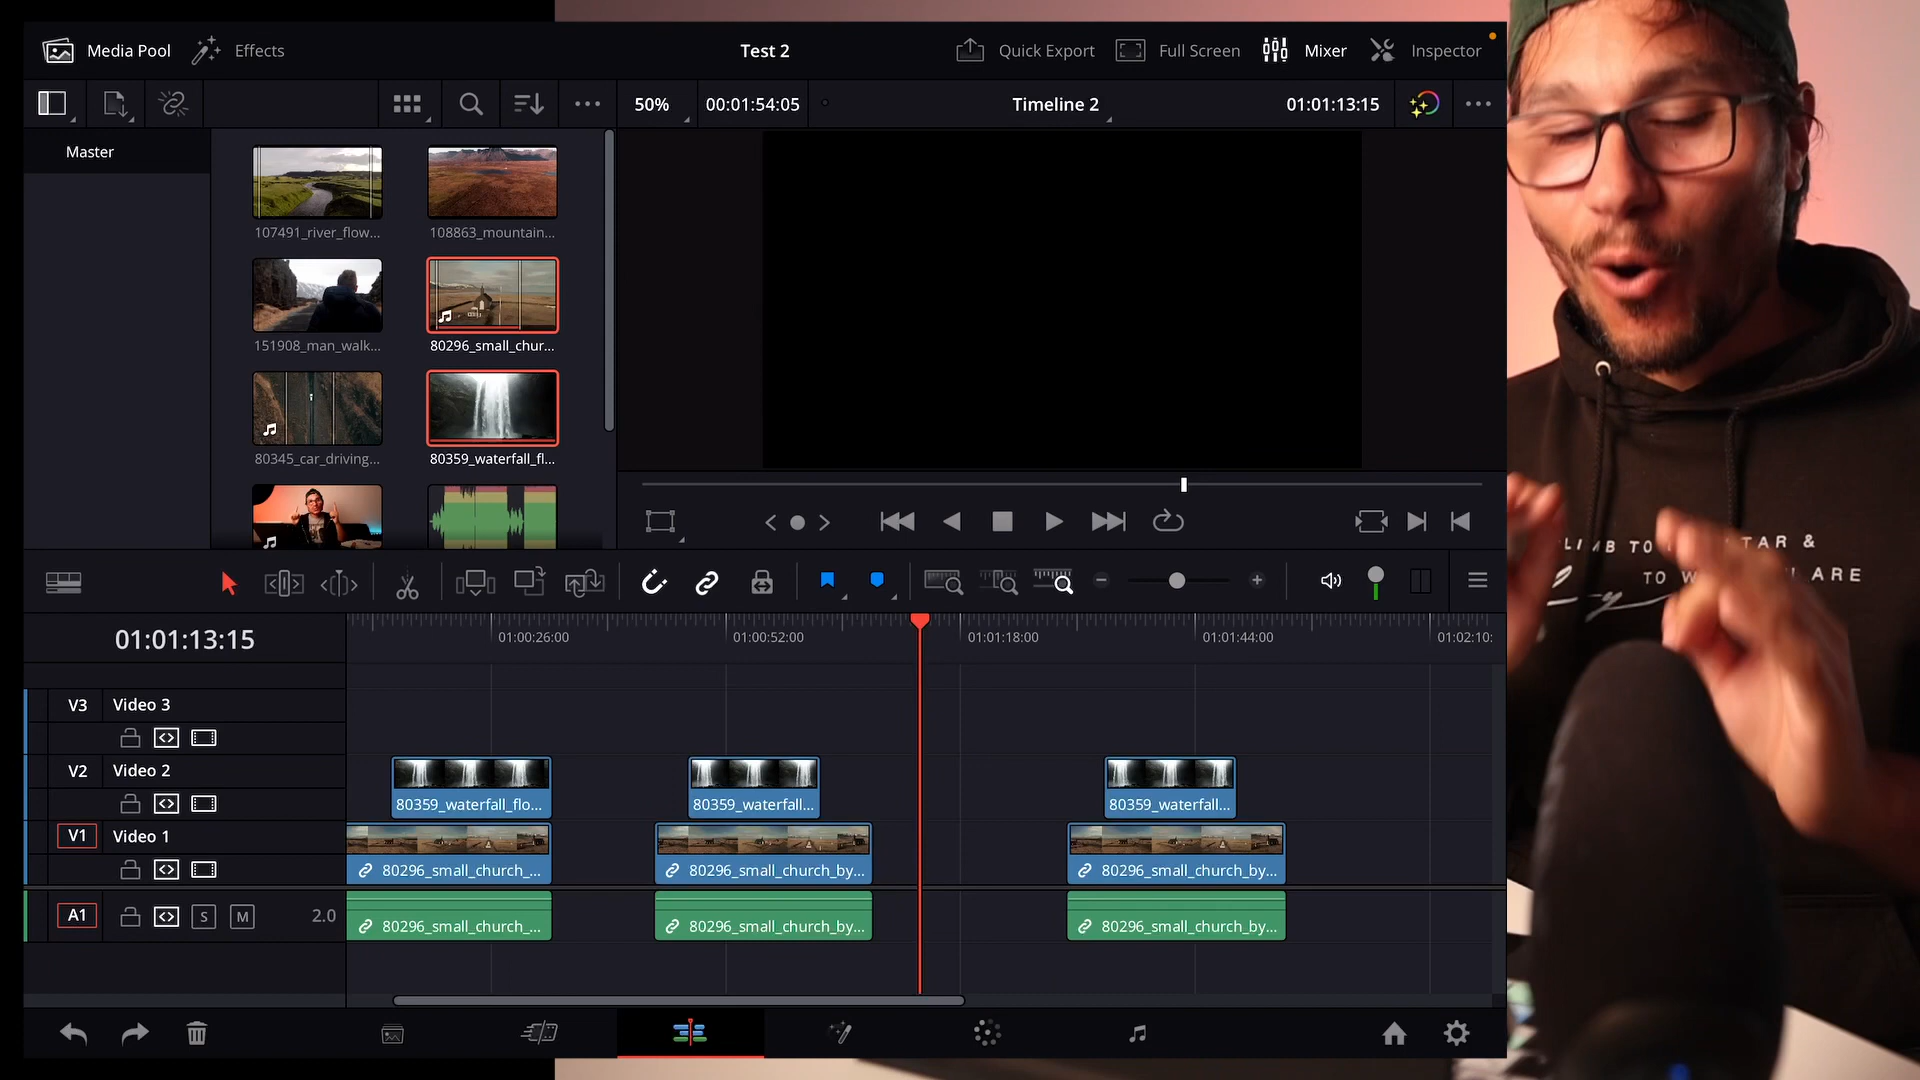 Media Pool
Effects
Test 2
Quick Export
Full Screen
Mixer
Inspector
50%
00:01:54:05
Timeline 2
01:01:13:15
Master
107491_river_flow...
108863_mountain...
151908_man_walk...
80296_small_chur...
80345_car_driving...
80359_waterfall_fl...
01:01:13:15
01:00:26:00
01:00:52:00
01:01:18:00
01:01:44:00
01:02:10:
V3
Video 3
V2
Video 2
80359_waterfall_flo...
80359_waterfall...
80359_waterfall...
V1
Video 1
80296_small_church_...
80296_small_church_by...
80296_small_church_by...
A1
S
M
2.0
80296_small_church_...
80296_small_church_by...
80296_small_church_by...
TAR &
TO
ARE